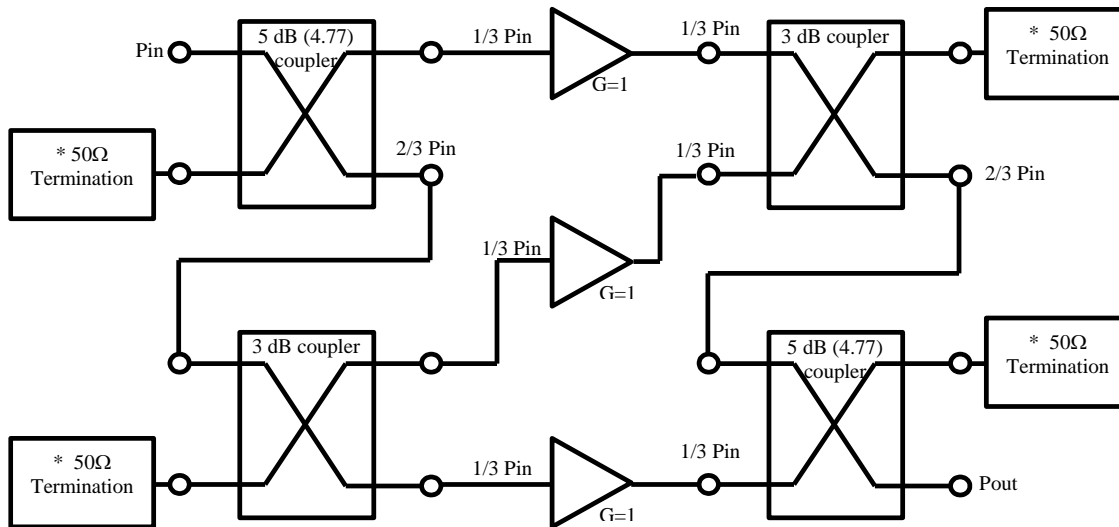 Pin
5 dB (4.77)
coupler
1/3 Pin
G=1
1/3 Pin
3 dB coupler
* 50Ω
Termination
* 50Ω
Termination
2/3 Pin
1/3 Pin
2/3 Pin
1/3 Pin
G=1
3 dB coupler
5 dB (4.77)
coupler
* 50Ω
Termination
* 50Ω
Termination
1/3 Pin
G=1
1/3 Pin
Pout